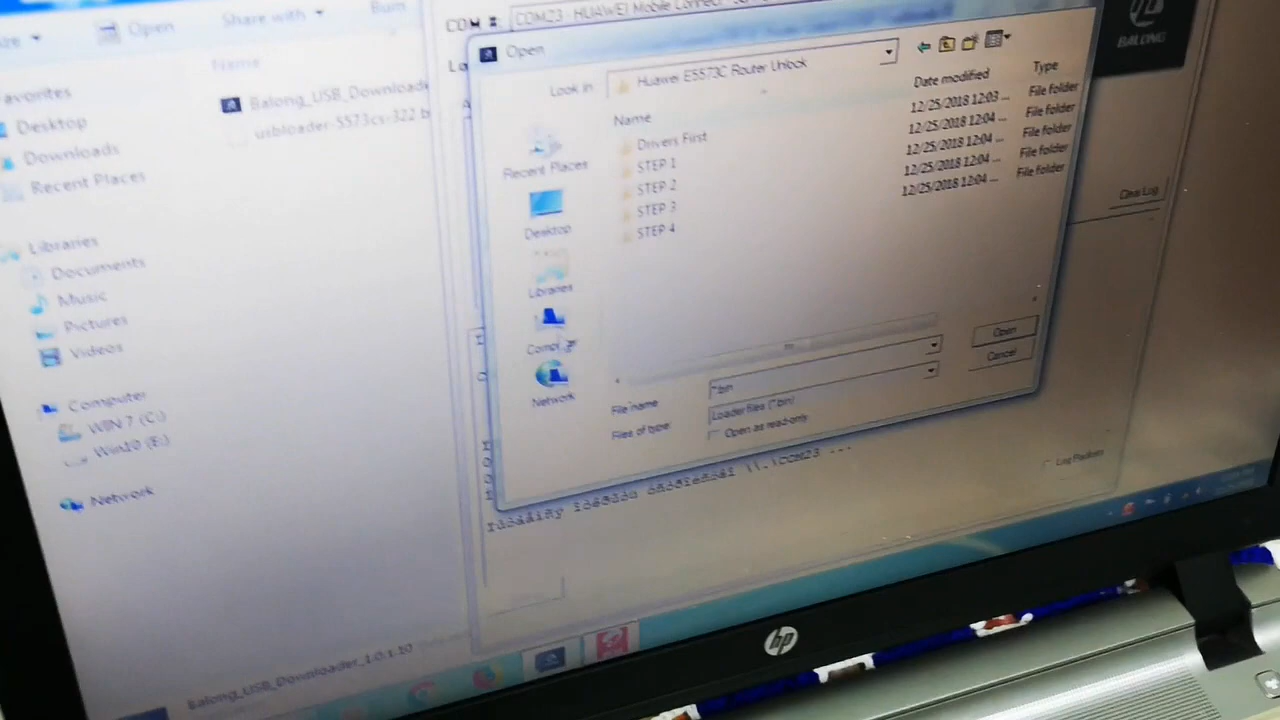 Open
Share with
Burn
Name
Favorites
Desktop
Downloads
Recent Places
Libraries
Documents
Music
Pictures
Videos
Computer
WIN 7 (C:)
Win10 (E:)
Network
Balong_USB_Downloade
usbloader-5573cs-322 b
Balong_USB_Downloader_1.0.1.10
COM #:
COM23 - HUAWEI Mobile Connect
Open
Look in
Huawei E5573C Router Unlock
Name
Date modified
Type
Drivers First
12/25/2018 12:03 ...
File folder
STEP 1
12/25/2018 12:04 ...
File folder
STEP 2
12/25/2018 12:04 ...
File folder
STEP 3
12/25/2018 12:04 ...
File folder
STEP 4
12/25/2018 12:04 ...
File folder
Recent Places
Desktop
Libraries
Computer
Network
File name
*.bin
Open
Files of type:
Loader files (*.bin)
Cancel
Open as read-only
BALONG
Clear Log
Log Packets
\\.\COM23 ...
hp